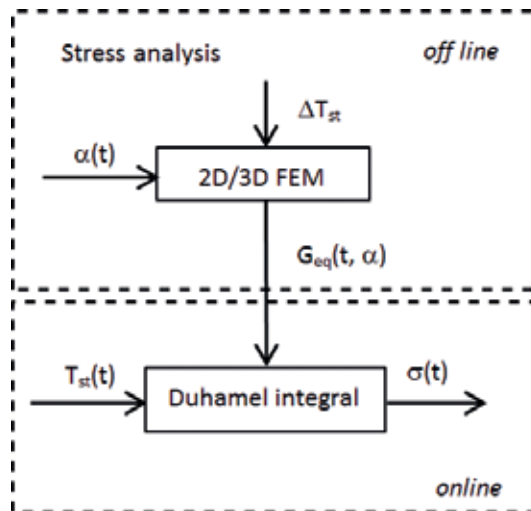 Stress analysis
off line
ΔTst
α(t)
2D/3D FEM
Geq(t, α)
Tst(t)
Duhamel integral
σ(t)
online